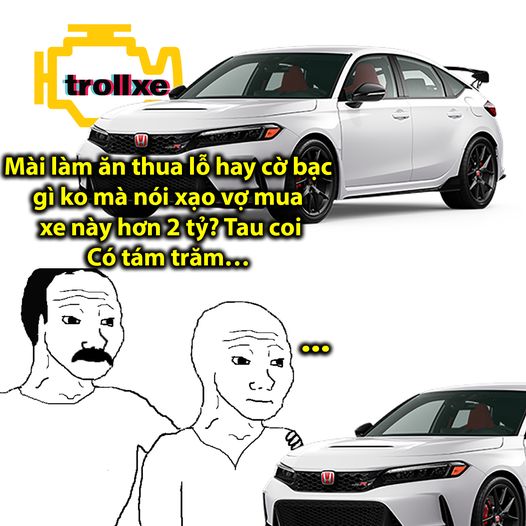 trollxe
Mài làm ăn thua lỗ hay cờ bạc
gì ko mà nói xạo vợ mua
xe này hơn 2 tỷ? Tau coi
Có tám trăm...
...